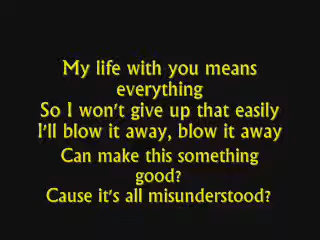 My life with you means
everything
So I won't give up that easily
I'll blow it away, blow it away
Can make this something
good?
Cause it's all misunderstood?